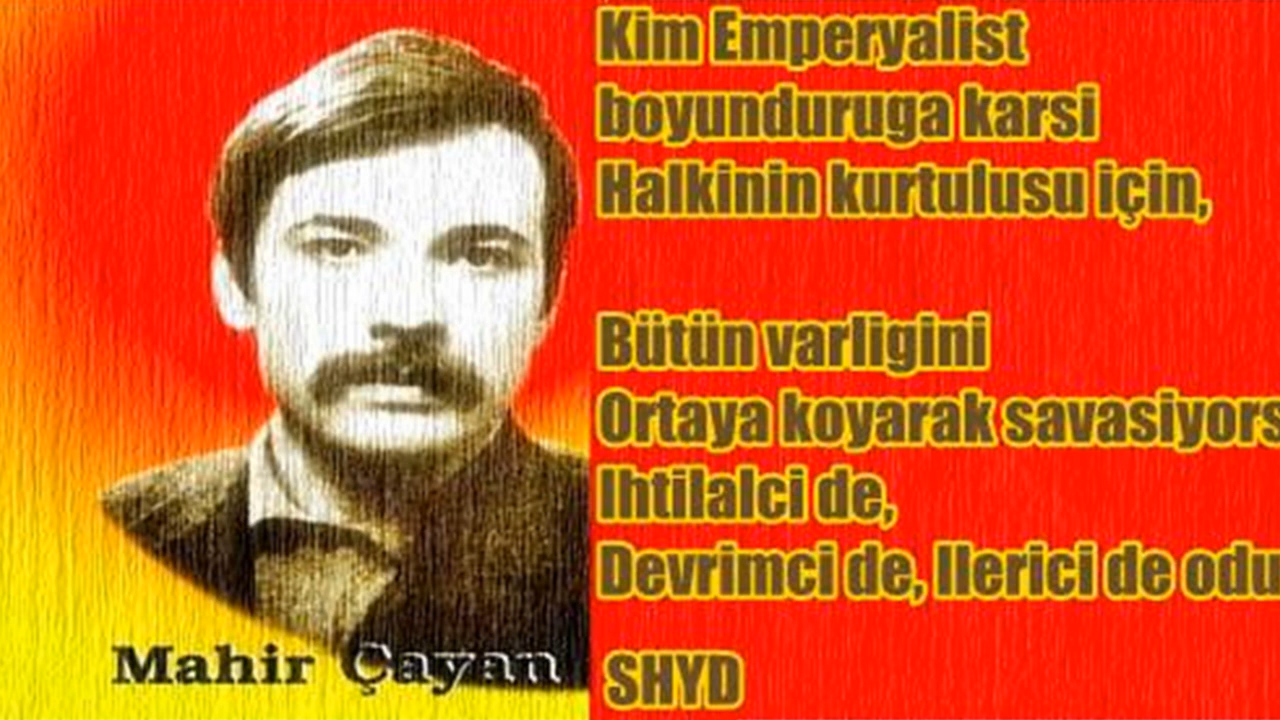 Kim Emperyalist
boyunduruga karsi
Halkinin kurtulusu için,
Bütün varligini
Ortaya koyarak savasiyors
Ihtilalci de,
Devrimci de, Ilerici de odu
SHYD
Mahir Çayan